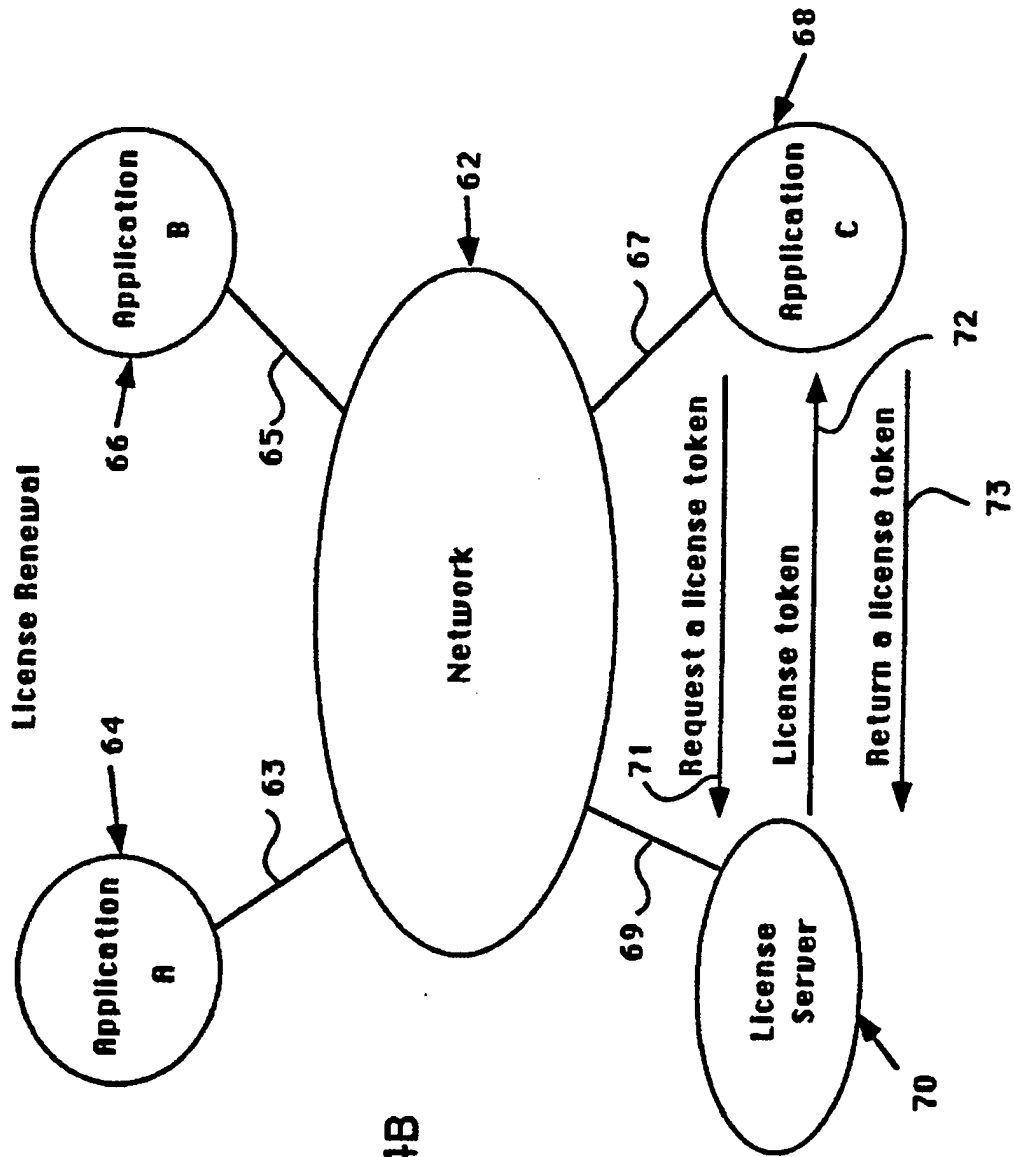 License Renewal
Application
A
64
63
66
Application
B
65
Network
62
67
69
71
Request a license token
License token
Return a license token
72
73
License
Server
70
Application
C
68